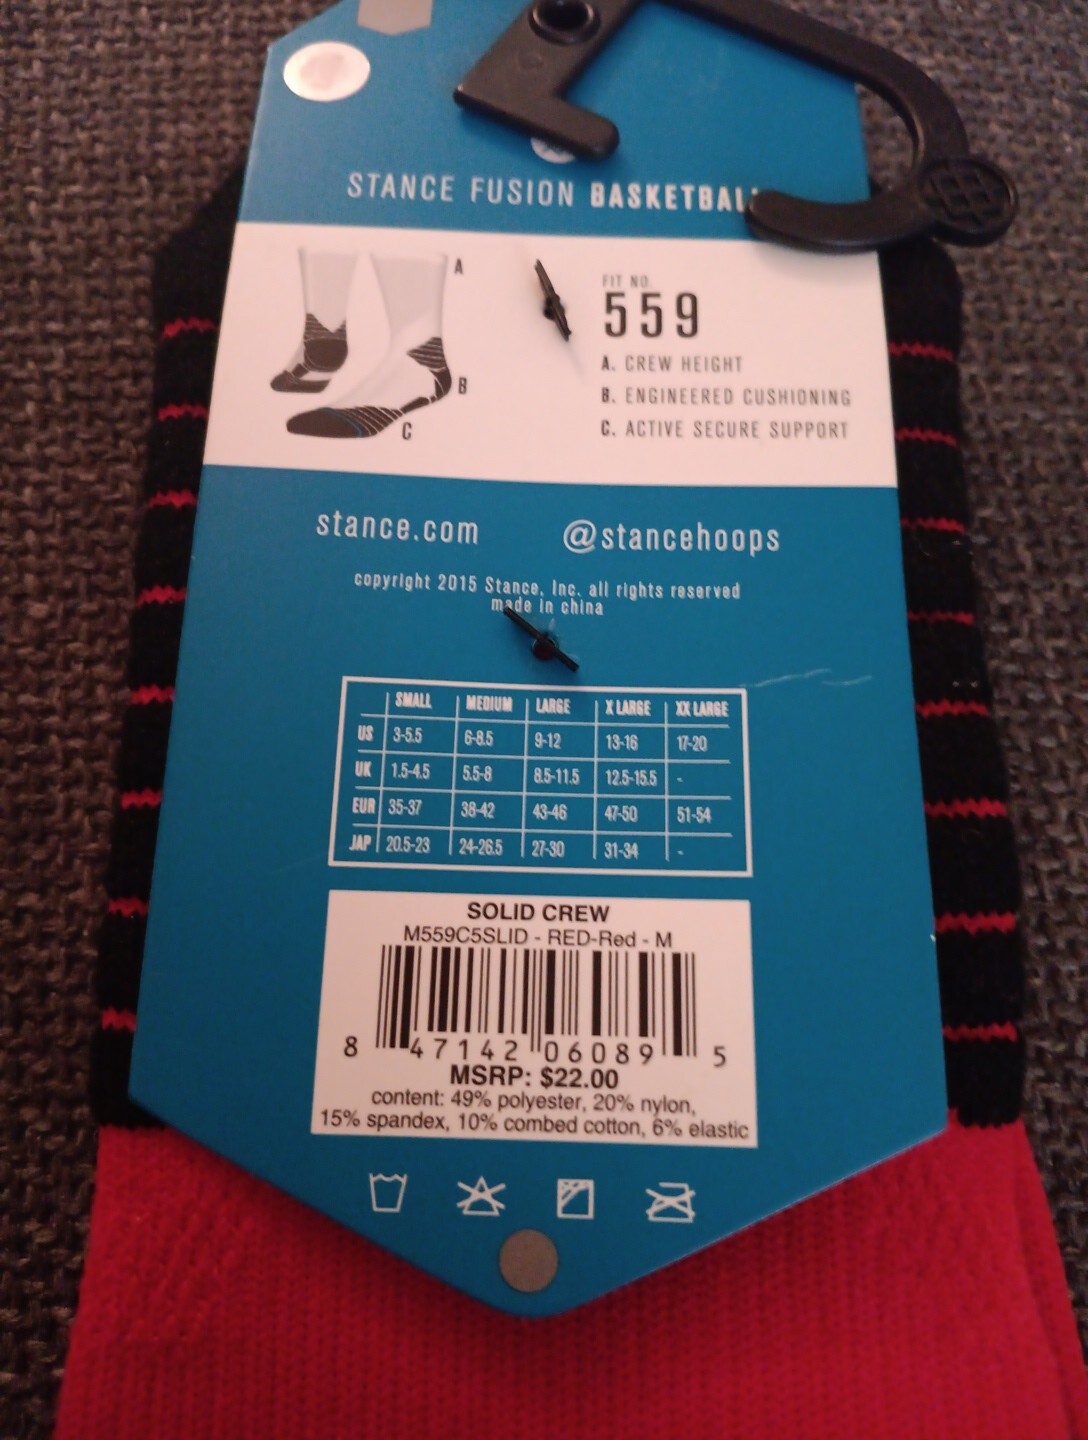 STANCE FUSION BASKETBALL
A
B
C
FIT NO.
559
A. CREW HEIGHT
B. ENGINEERED CUSHIONING
C. ACTIVE SECURE SUPPORT
stance.com @stancehoops
copyright 2015 Stance, Inc. all rights reserved
made in china
SMALL MEDIUM LARGE X LARGE XX LARGE
US 3-5.5 6-8.5 9-12 13-16 17-20
UK 1.5-4.5 5.5-8 8.5-11.5 12.5-15.5 -
EUR 35-37 38-42 43-46 47-50 51-54
JAP 20.5-23 24-26.5 27-30 31-34 -
SOLID CREW
M559C5SLID - RED-Red - M
8 47142 06089 5
MSRP: $22.00
content: 49% polyester, 20% nylon,
15% spandex, 10% combed cotton, 6% elastic